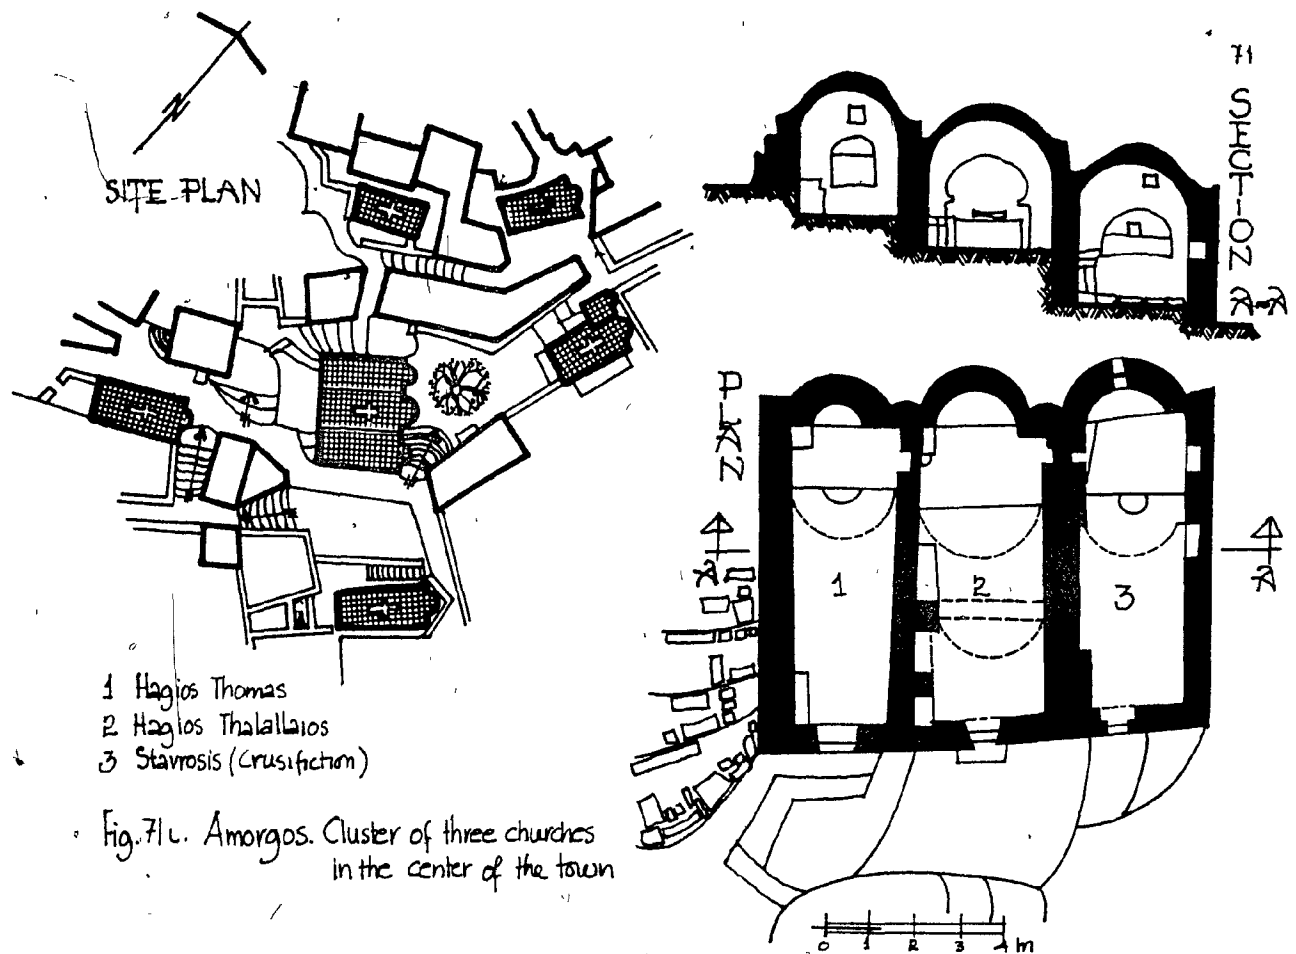 N
SITE PLAN
1 Hagios Thomas
2 Hagios Thalallaios
3 Stavrosis (Crusifiction)
Fig. 71c. Amorgos. Cluster of three churches
in the center of the town
71
SECTION
A-A
PLAN
A
A
1
2
3
0 1 2 3 4 m